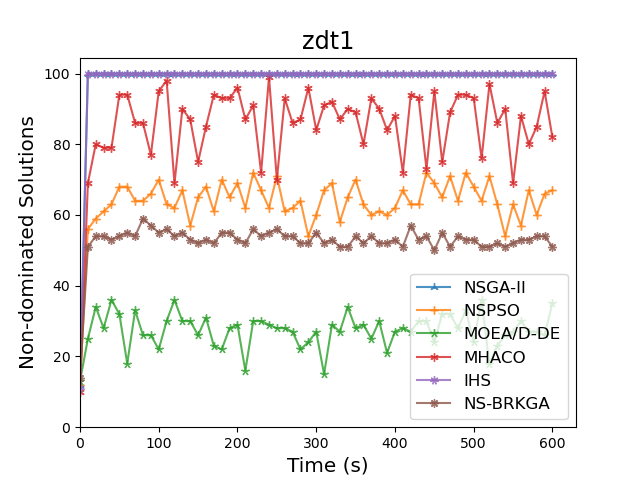 zdt1
Non-dominated Solutions
100
80
60
40
20
0
NSGA-II
NSPSO
MOEA/D-DE
MHACO
IHS
NS-BRKGA
0 100 200 300 400 500 600
Time (s)